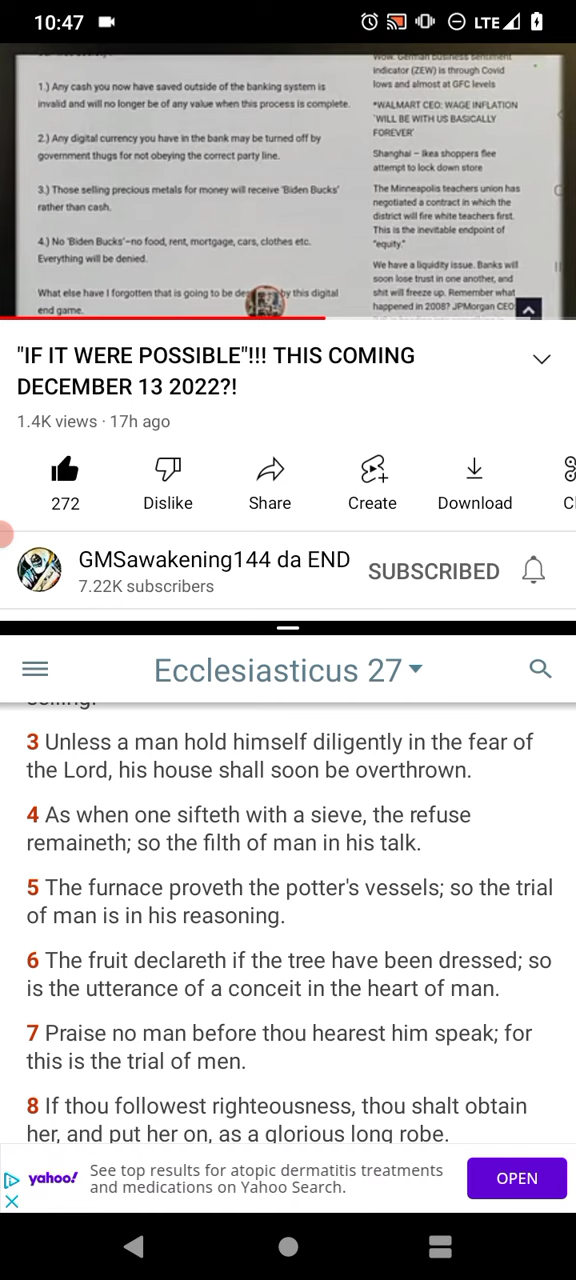 10:47
LTE
1.) Any cash you now have saved outside of the banking system is
invalid and will no longer be of any value when this process is complete.
2.) Any digital currency you have in the bank may be turned off by
government thugs for not obeying the correct party line.
3.) Those selling precious metals for money will receive 'Biden Bucks'
rather than cash.
4.) No 'Biden Bucks'–no food, rent, mortgage, cars, clothes etc.
Everything will be denied.
What else have I forgotten that is going to be by this digital
end game.
Wow. German business sentiment
indicator (ZEW) is through Covid
lows and almost at GFC levels
*WALMART CEO: WAGE INFLATION
'WILL BE WITH US BASICALLY
FOREVER'
Shanghai – Ikea shoppers flee
attempt to lock down store
The Minneapolis teachers union has
negotiated a contract in which the
district will fire white teachers first.
This is the inevitable endpoint of
"equity."
We have a liquidity issue. Banks will
soon lose trust in one another, and
shit will freeze up. Remember what
happened in 2008? JPMorgan CEO
"IF IT WERE POSSIBLE"!!! THIS COMING
DECEMBER 13 2022?!
1.4K views · 17h ago
272
Dislike
Share
Create
Download
Cl
GMSawakening144 da END
7.22K subscribers
SUBSCRIBED
Ecclesiasticus 27
3 Unless a man hold himself diligently in the fear of
the Lord, his house shall soon be overthrown.
4 As when one sifteth with a sieve, the refuse
remaineth; so the filth of man in his talk.
5 The furnace proveth the potter's vessels; so the trial
of man is in his reasoning.
6 The fruit declareth if the tree have been dressed; so
is the utterance of a conceit in the heart of man.
7 Praise no man before thou hearest him speak; for
this is the trial of men.
8 If thou followest righteousness, thou shalt obtain
her, and put her on, as a glorious long robe.
yahoo!
See top results for atopic dermatitis treatments
and medications on Yahoo Search.
OPEN